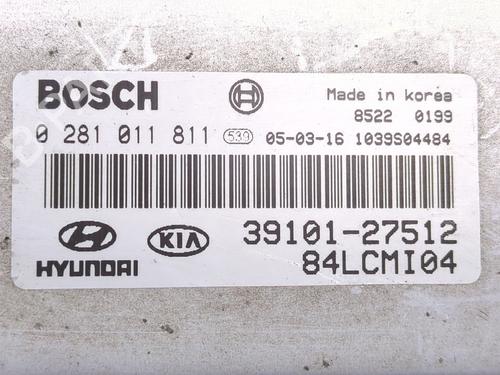 BOSCH
Made in korea
8522 0199
0 281 011 811 539 05-03-16 1039S04484
HYUNDAI KIA 39101-27512
84LCMI04